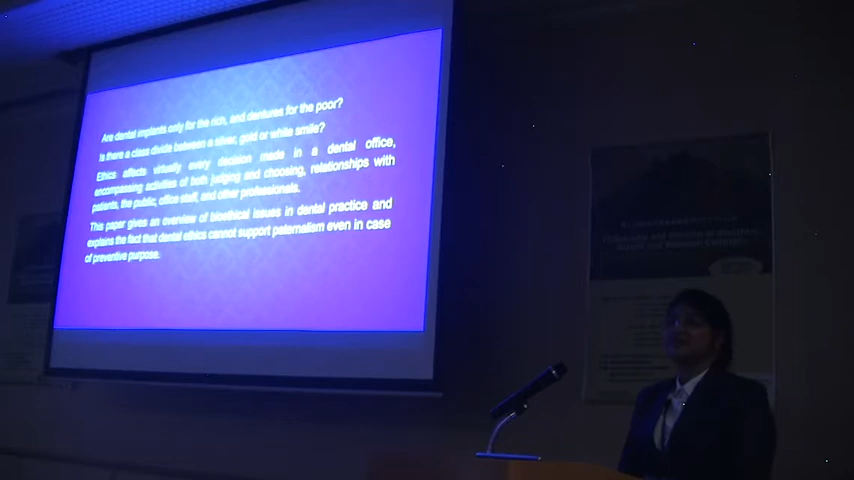 Are dental implants only for the rich, and dentures for the poor?
Is there a class divide between a silver, gold or white smile?
Ethics affects virtually every decision made in a dental office,
encompassing activities of both judging and choosing, relationships with
patients, the public, office staff, and other professionals.
This paper gives an overview of bioethical issues in dental practice and
explains the fact that dental ethics cannot support paternalism even in case
of preventive purpose.